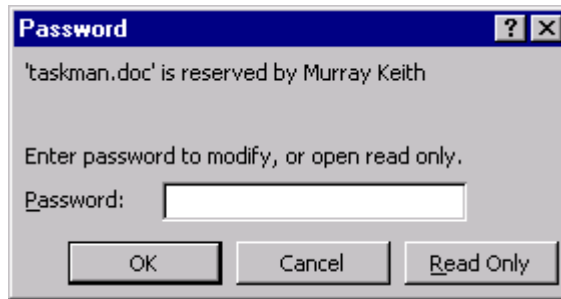 Password
'taskman.doc' is reserved by Murray Keith
Enter password to modify, or open read only.
Password:
OK Cancel Read Only